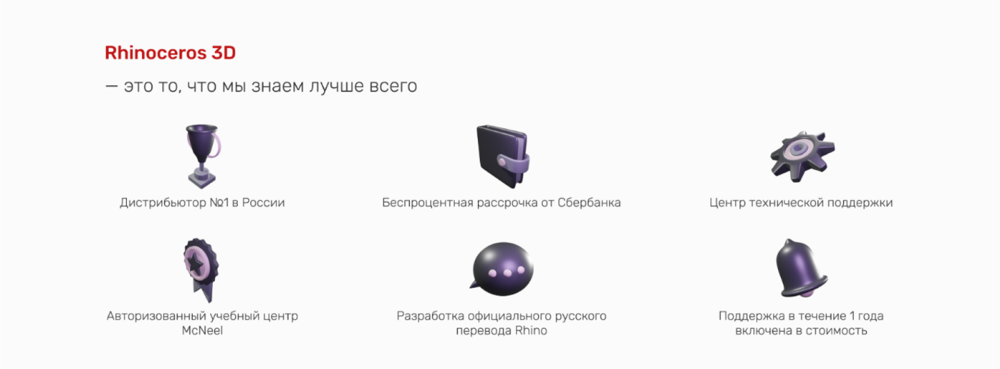 Rhinoceros 3D
— это то, что мы знаем лучше всего
Дистрибьютор №1 в России
Беспроцентная рассрочка от Сбербанка
Центр технической поддержки
Авторизованный учебный центр
McNeel
Разработка официального русского
перевода Rhino
Поддержка в течение 1 года
включена в стоимость